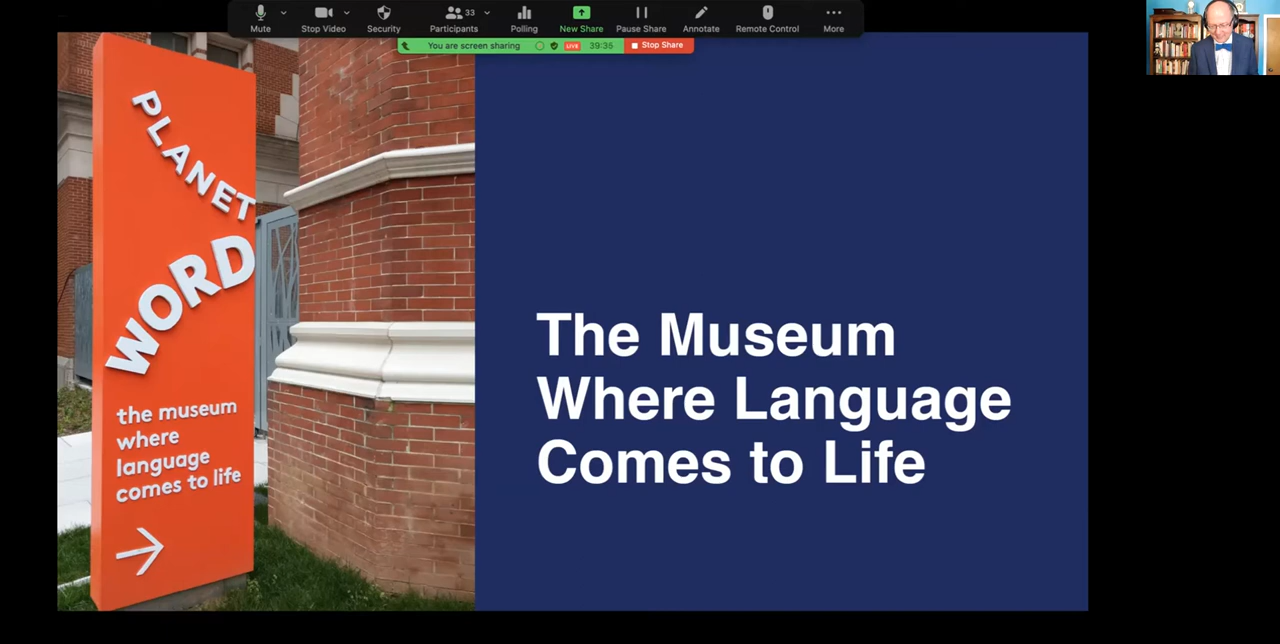 Mute
Stop Video
Security
33
Participants
Polling
New Share
Pause Share
Annotate
Remote Control
More
You are screen sharing
LIVE
39:35
Stop Share
PLANET
WORD
the museum
where
language
comes to life
The Museum
Where Language
Comes to Life